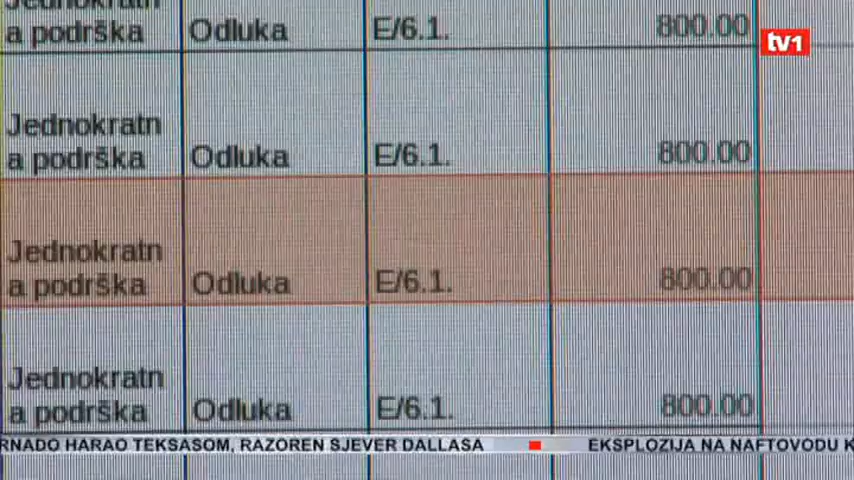 Jednokratn
a podrška Odluka E/6.1. 800.00
tv1
Jednokratn
a podrška Odluka E/6.1. 800.00
Jednokratn
a podrška Odluka E/6.1. 800.00
Jednokratn
a podrška Odluka E/6.1. 800.00
RNADO HARAO TEKSASOM, RAZOREN SJEVER DALLASA EKSPLOZIJA NA NAFTOVODU K